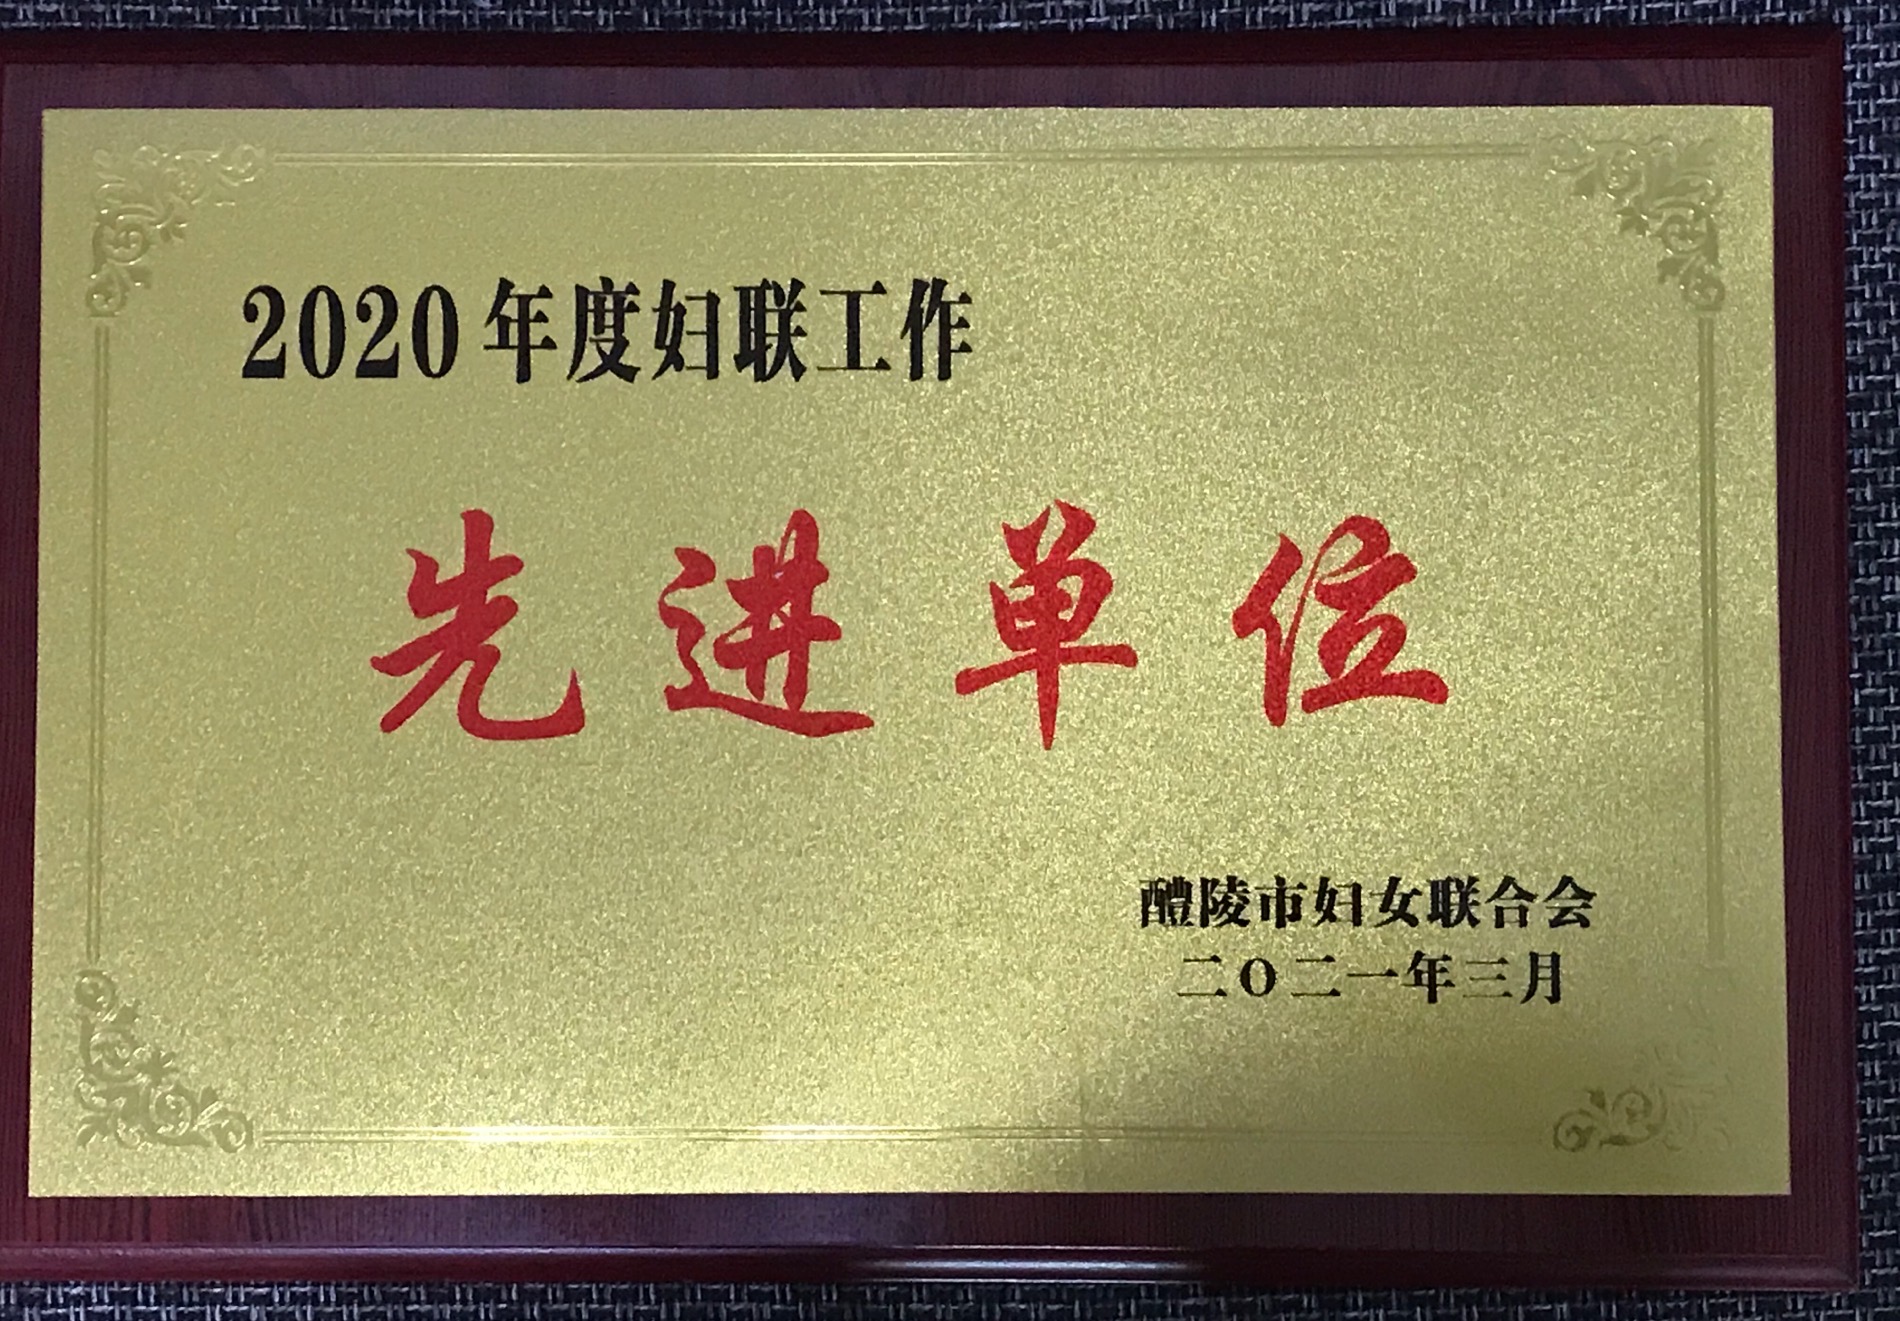 2020年度妇联工作
先进单位
醴陵市妇女联合会
二〇二一年三月